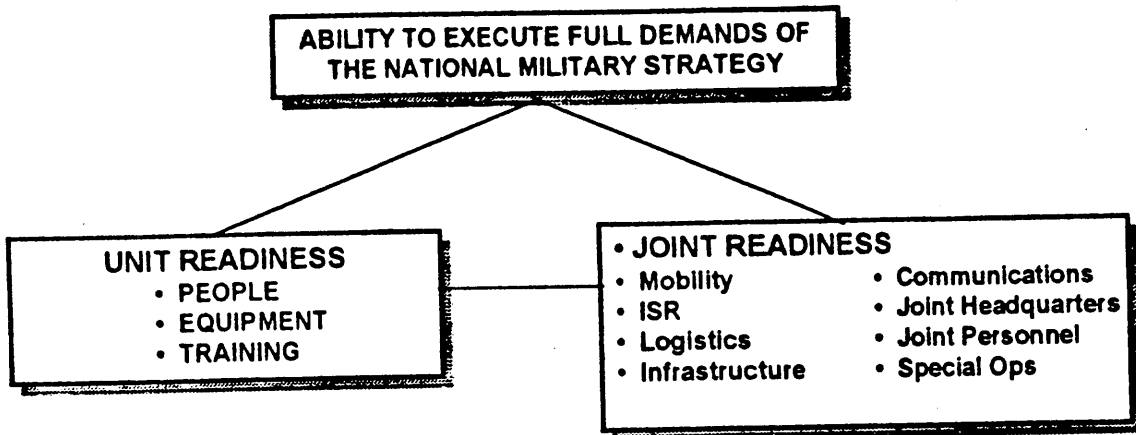 ABILITY TO EXECUTE FULL DEMANDS OF
THE NATIONAL MILITARY STRATEGY
UNIT READINESS
• PEOPLE
• EQUIPMENT
• TRAINING
• JOINT READINESS
• Mobility
• ISR
• Logistics
• Infrastructure
• Communications
• Joint Headquarters
• Joint Personnel
• Special Ops